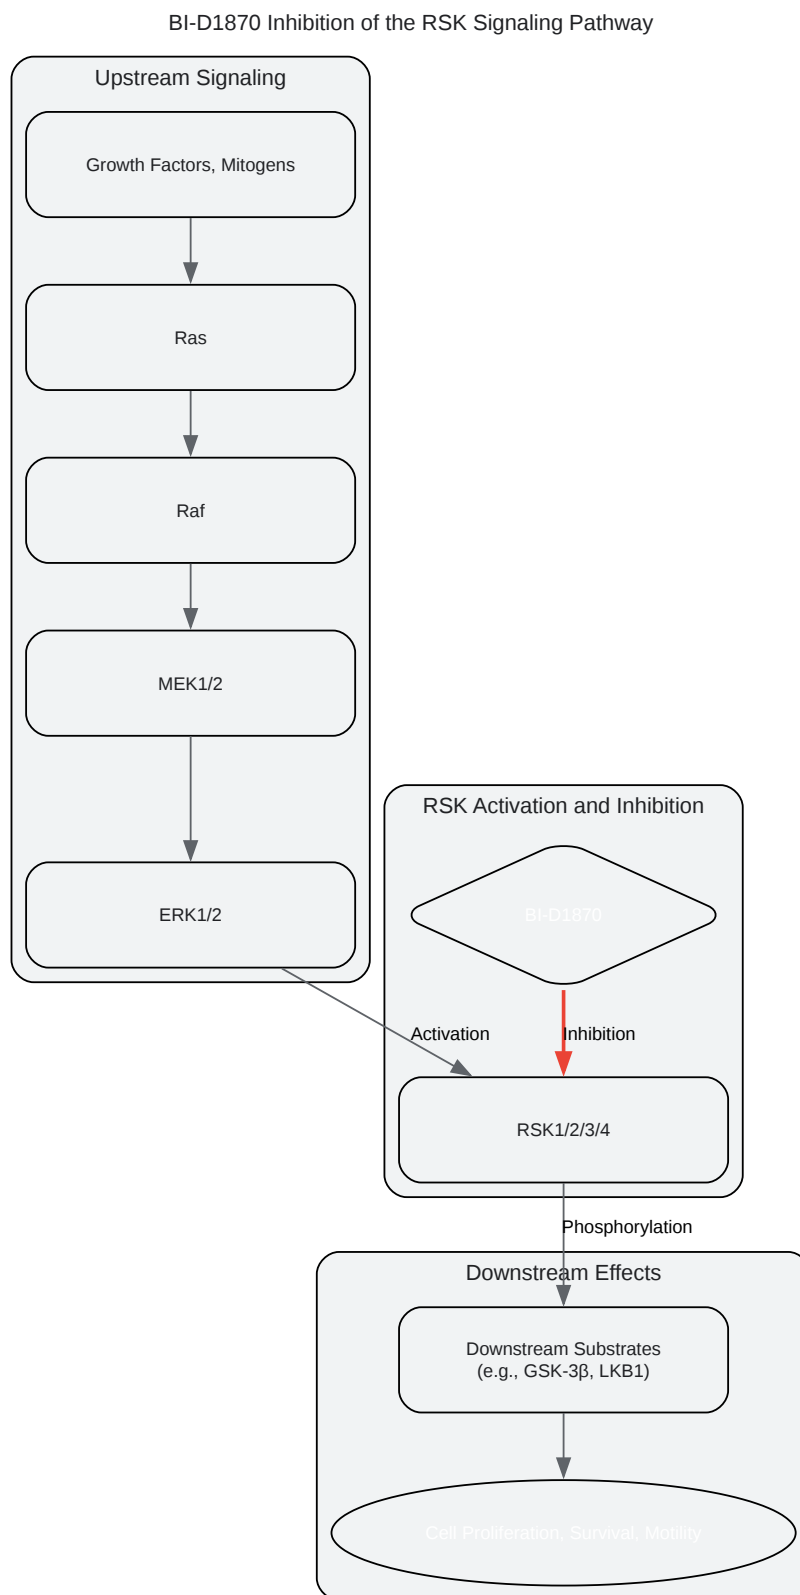 BI-D1870 Inhibition of the RSK Signaling Pathway
Upstream Signaling
Growth Factors, Mitogens
Ras
Raf
MEK1/2
ERK1/2
RSK Activation and Inhibition
BI-D1870
Activation
Inhibition
RSK1/2/3/4
Phosphorylation
Downstream Effects
Downstream Substrates
(e.g., GSK-3β, LKB1)
Cell Proliferation, Survival, Motility